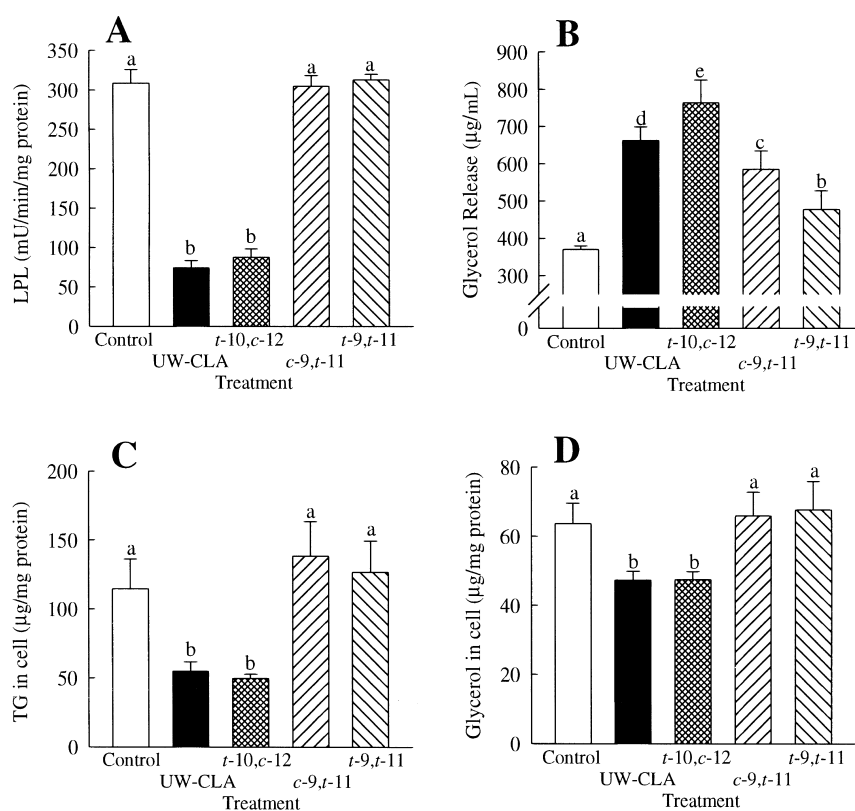 A
350
300
250
200
150
100
50
0
LPL (mU/min/mg protein)
a
b
b
a
a
Control
t-10,c-12
t-9,t-11
UW-CLA
c-9,t-11
Treatment
B
900
800
700
600
500
400
300
0
Glycerol Release (µg/mL)
a
d
e
c
b
Control
t-10,c-12
t-9,t-11
UW-CLA
c-9,t-11
Treatment
C
200
150
100
50
0
TG in cell (µg/mg protein)
a
b
b
a
a
Control
t-10,c-12
t-9,t-11
UW-CLA
c-9,t-11
Treatment
D
80
60
40
20
0
Glycerol in cell (µg/mg protein)
a
b
b
a
a
Control
t-10,c-12
t-9,t-11
UW-CLA
c-9,t-11
Treatment